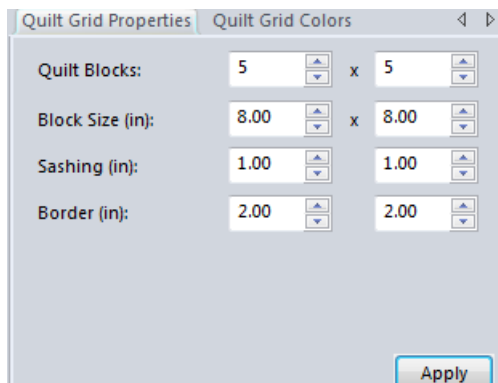 Quilt Grid Properties Quilt Grid Colors
Quilt Blocks: 5 x 5
Block Size (in): 8.00 x 8.00
Sashing (in): 1.00 1.00
Border (in): 2.00 2.00
Apply